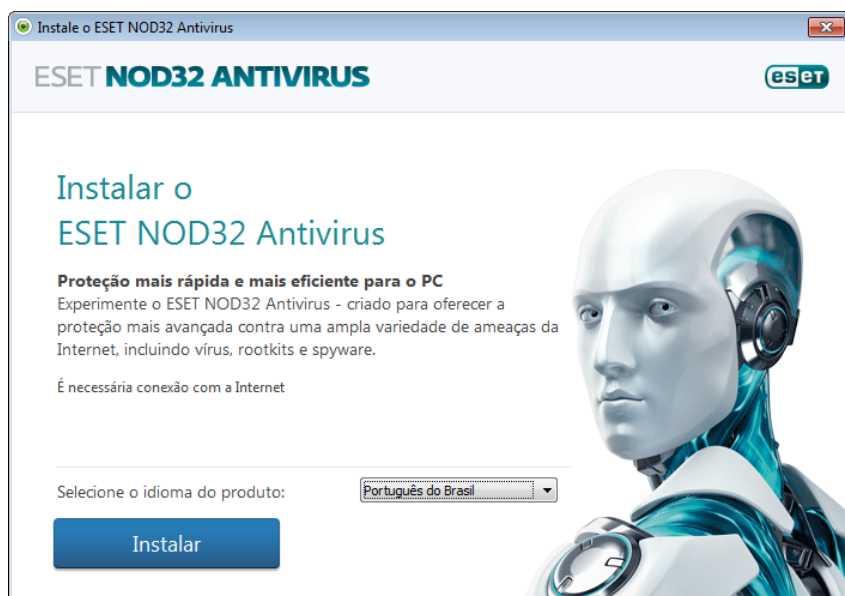 Instale o ESET NOD32 Antivirus
ESET NOD32 ANTIVIRUS
eseT
Instalar o
ESET NOD32 Antivirus
Proteção mais rápida e mais eficiente para o PC
Experimente o ESET NOD32 Antivirus - criado para oferecer a
proteção mais avançada contra uma ampla variedade de ameaças da
Internet, incluindo vírus, rootkits e spyware.
É necessária conexão com a Internet
Selecione o idioma do produto:
Português do Brasil
Instalar